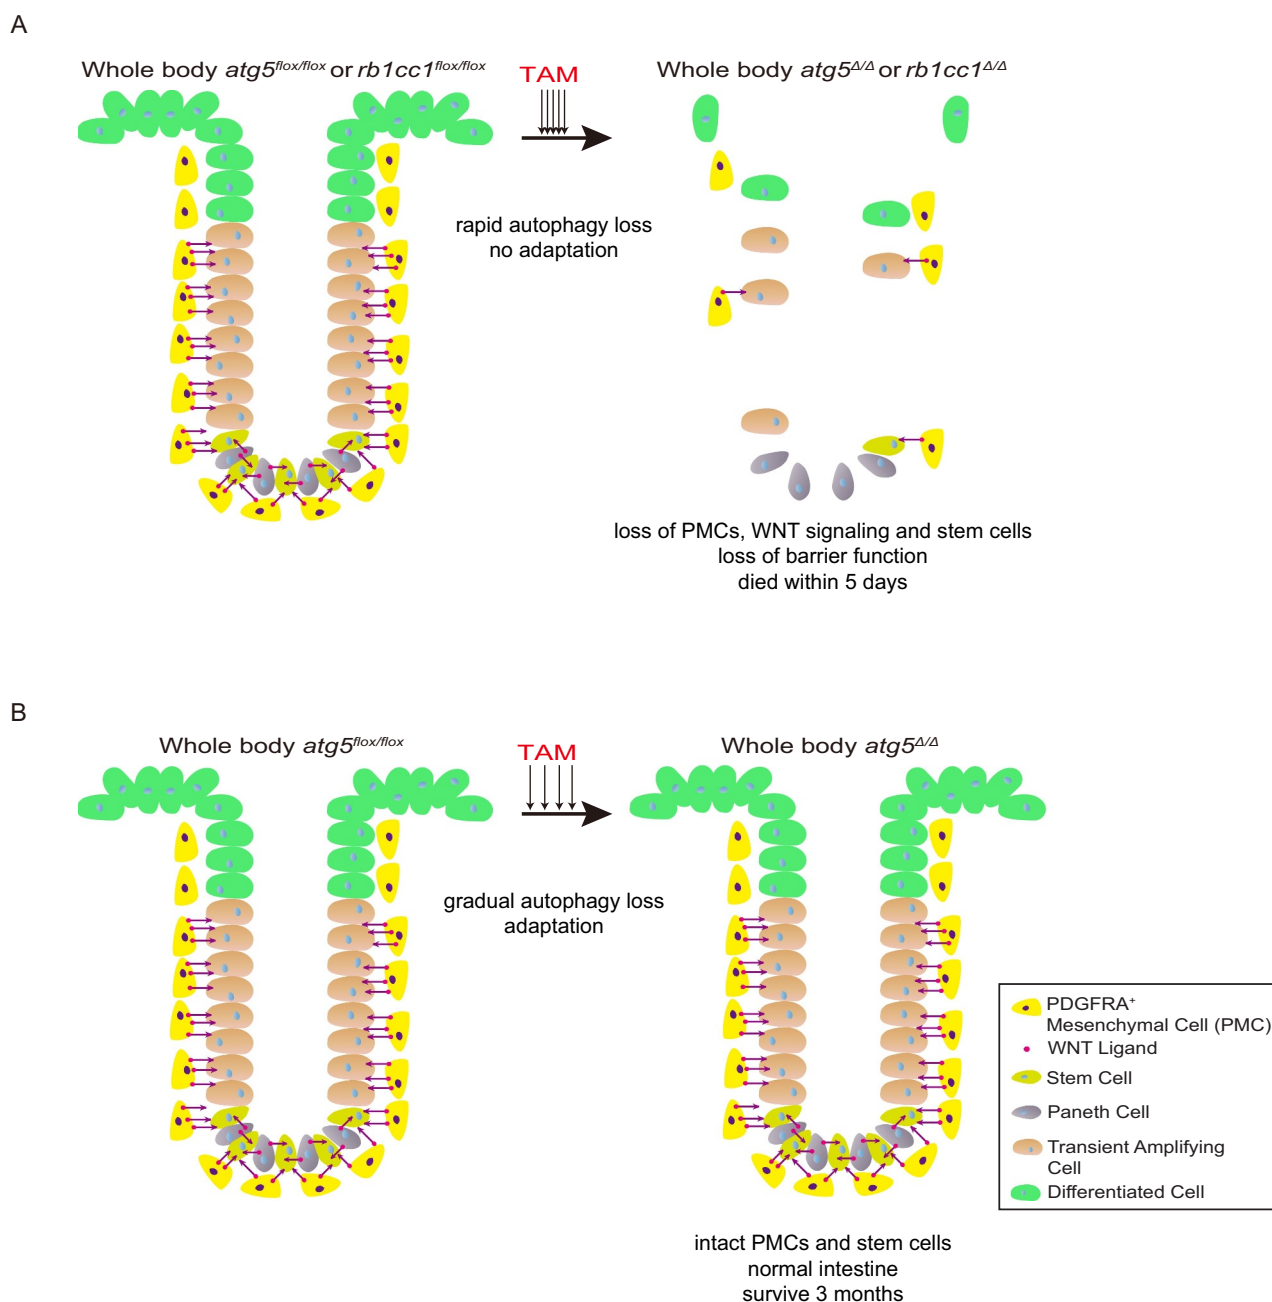 A
Whole body atg5flox/flox or rb1cc1flox/flox
TAM
Whole body atg5Δ/Δ or rb1cc1Δ/Δ
rapid autophagy loss
no adaptation
loss of PMCs, WNT signaling and stem cells
loss of barrier function
died within 5 days
B
Whole body atg5flox/flox
TAM
Whole body atg5Δ/Δ
gradual autophagy loss
adaptation
PDGFRA+
Mesenchymal Cell (PMC)
WNT Ligand
Stem Cell
Paneth Cell
Transient Amplifying
Cell
Differentiated Cell
intact PMCs and stem cells
normal intestine
survive 3 months